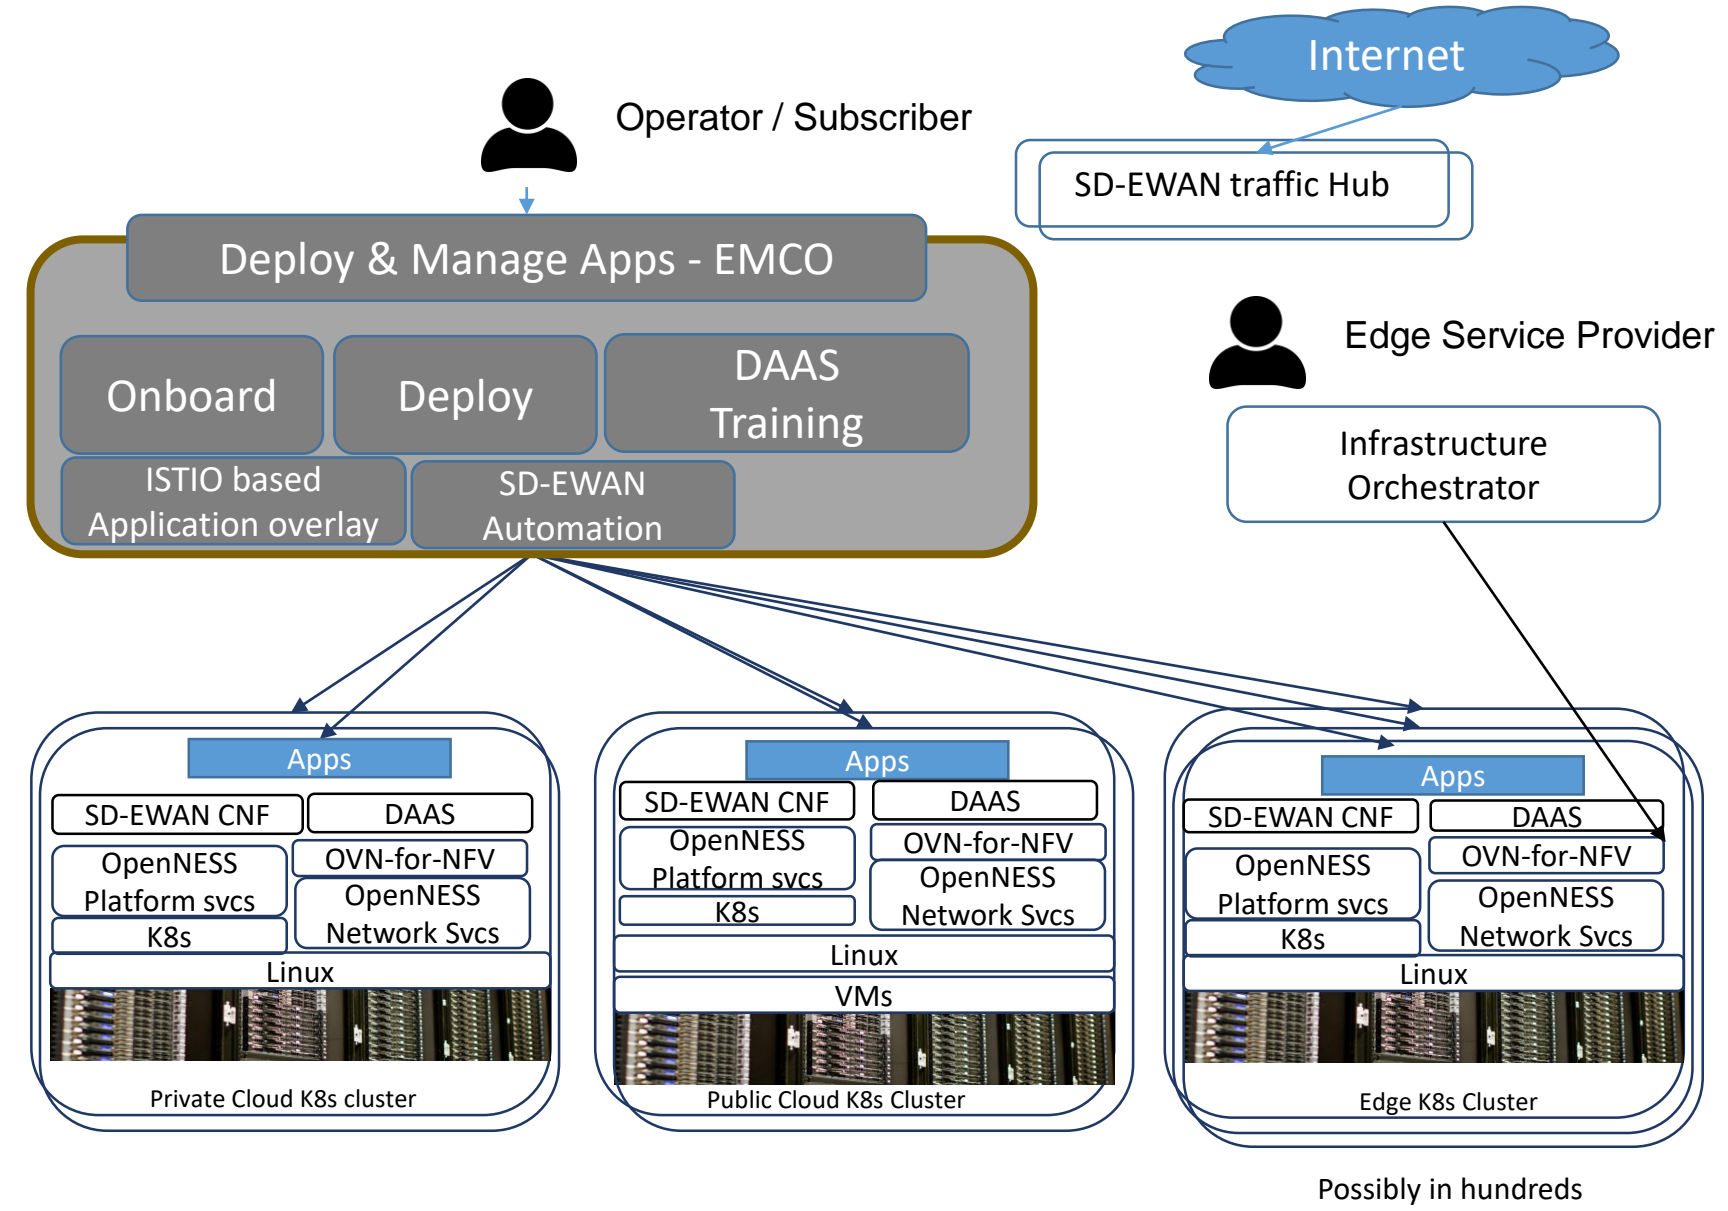 Internet
Operator / Subscriber
SD-EWAN traffic Hub
Deploy & Manage Apps - EMCO
Edge Service Provider
Onboard
Deploy
DAAS
Training
Infrastructure
Orchestrator
ISTIO based
Application overlay
SD-EWAN
Automation
Apps
SD-EWAN CNF
DAAS
OpenNESS
Platform svcs
OVN-for-NFV
OpenNESS
Network Svcs
K8s
Linux
Private Cloud K8s cluster
Apps
SD-EWAN CNF
DAAS
OpenNESS
Platform svcs
OVN-for-NFV
OpenNESS
Network Svcs
K8s
Linux
VMs
Public Cloud K8s Cluster
Apps
SD-EWAN CNF
DAAS
OpenNESS
Platform svcs
OVN-for-NFV
OpenNESS
Network Svcs
K8s
Linux
Edge K8s Cluster
Possibly in hundreds